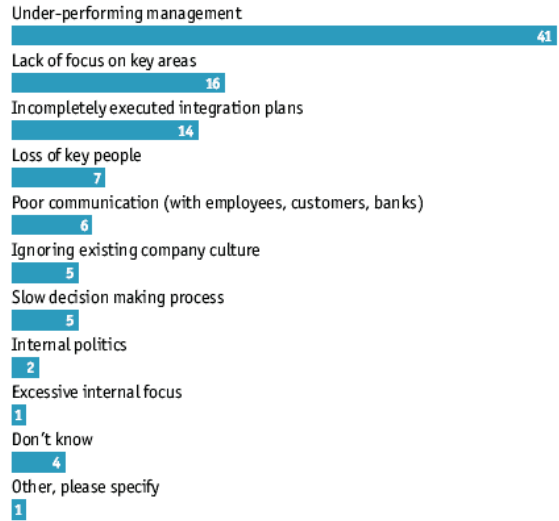 Under-performing management
41
Lack of focus on key areas
16
Incompletely executed integration plans
14
Loss of key people
7
Poor communication (with employees, customers, banks)
6
Ignoring existing company culture
5
Slow decision making process
5
Internal politics
2
Excessive internal focus
1
Don't know
4
Other, please specify
1